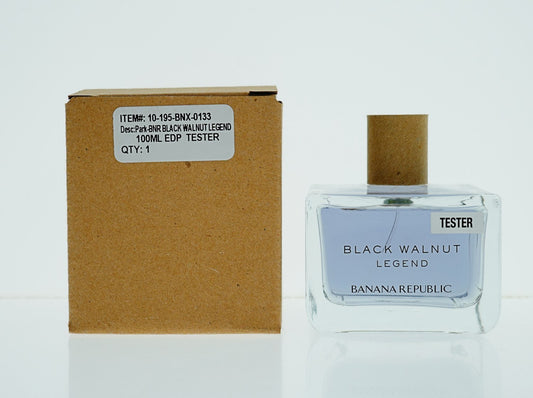 ITEM#: 10-195-BNX-0133
Desc:Park-BNR BLACK WALNUT LEGEND
100ML EDP TESTER
QTY: 1
TESTER
BLACK WALNUT
LEGEND
BANANA REPUBLIC